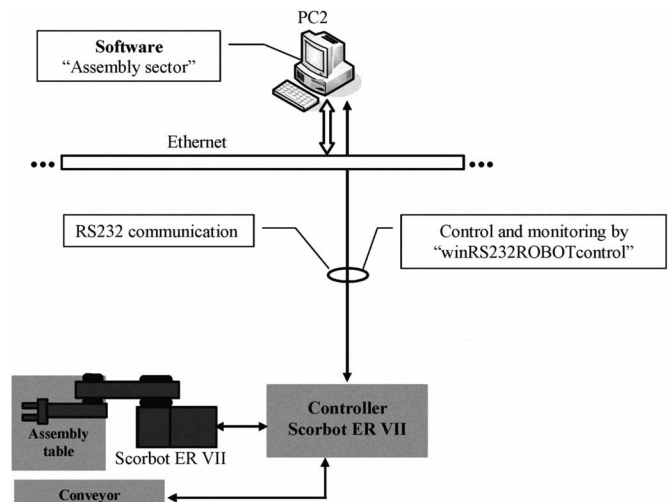 PC2
Software
“Assembly sector”
Ethernet
RS232 communication
Control and monitoring by
“winRS232ROBOTcontrol”
Controller
Scorbot ER VII
Assembly
table
Scorbot ER VII
Conveyor